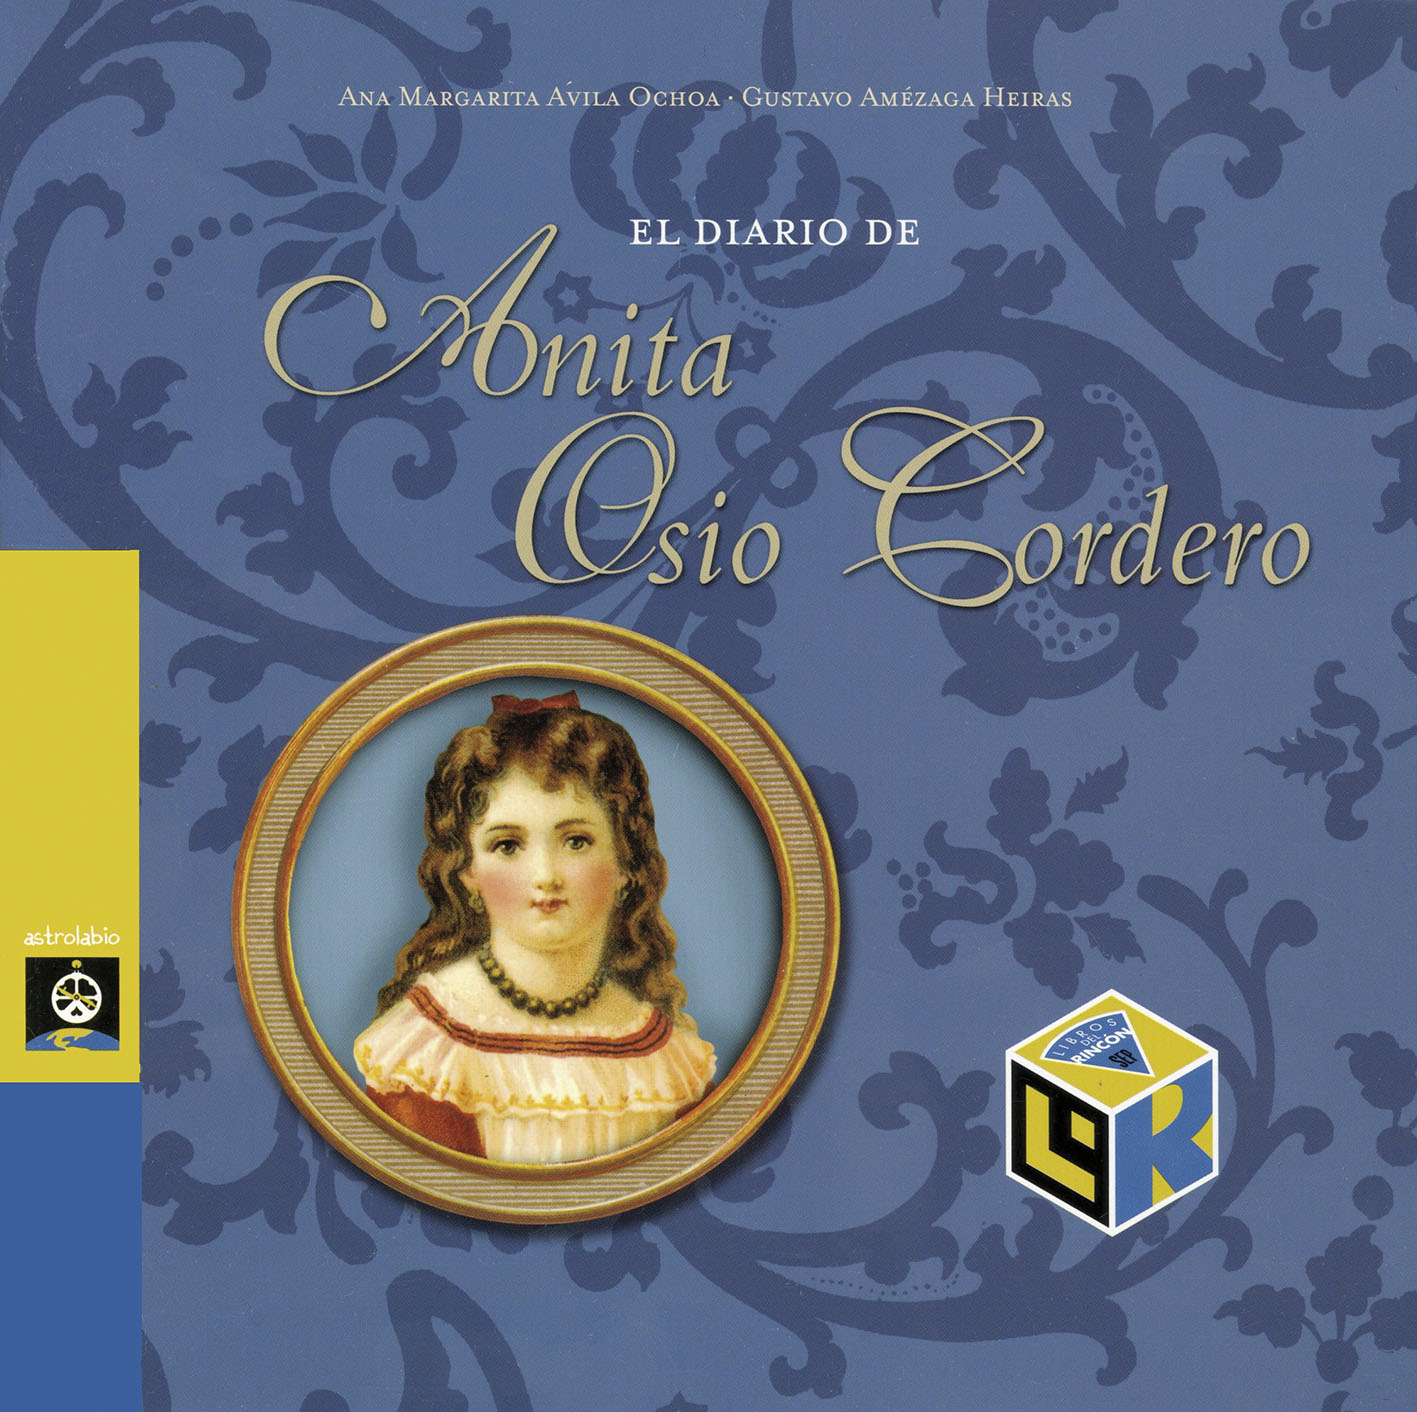 ANA MARGARITA ÁVILA OCHOA · GUSTAVO AMÉZAGA HEIRAS
EL DIARIO DE
Anita
Osio Cordero
astrolabio
LIBROS
DEL
RINCÓN
SEP
L
R